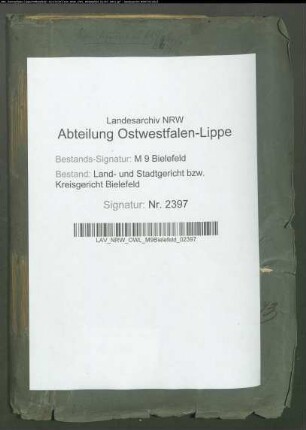 Landesarchiv NRW
Abteilung Ostwestfalen-Lippe
Bestands-Signatur: M 9 Bielefeld
Bestand: Land- und Stadtgericht bzw.
Kreisgericht Bielefeld
Signatur: Nr. 2397
LAV_NRW_OWL_M9Bielefeld_02397